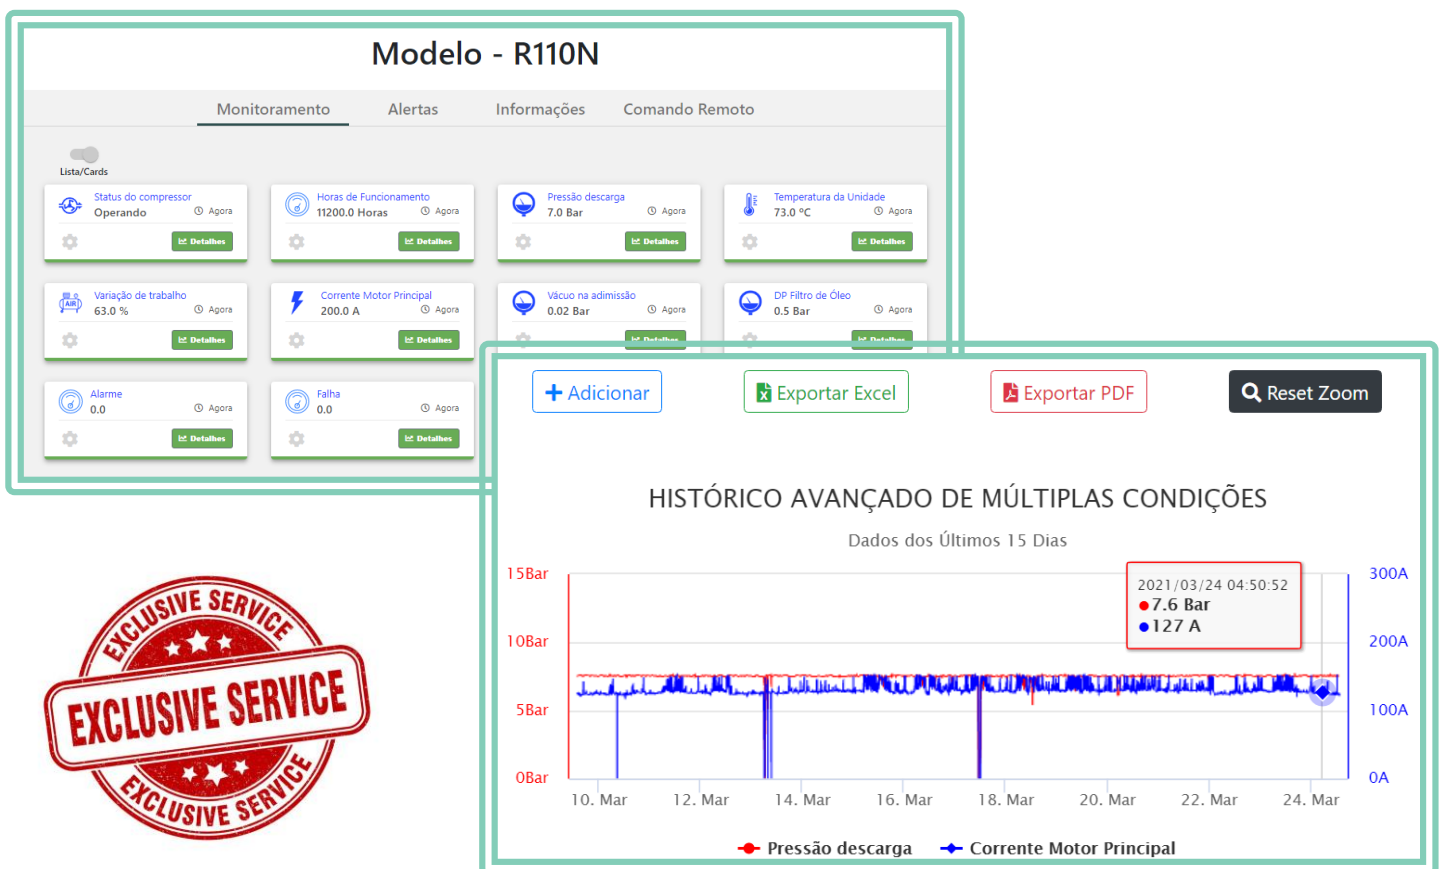 Modelo - R110N
Monitoramento Alertas Informações Comando Remoto
Lista/Cards
Status do compressor
Operando Agora
Detalhes
Horas de Funcionamento
11200.0 Horas Agora
Detalhes
Pressão descarga
7.0 Bar Agora
Detalhes
Temperatura da Unidade
73.0 ºC Agora
Detalhes
AIR
Variação de trabalho
63.0 % Agora
Detalhes
Corrente Motor Principal
200.0 A Agora
Detalhes
Vácuo na adimissão
0.02 Bar Agora
Detalhes
DP Filtro de Óleo
0.5 Bar Agora
Detalhes
Alarme
0.0 Agora
Detalhes
Falha
0.0 Agora
Detalhes
Adicionar Exportar Excel Exportar PDF Reset Zoom
HISTÓRICO AVANÇADO DE MÚLTIPLAS CONDIÇÕES
Dados dos Últimos 15 Dias
15Bar
10Bar
5Bar
0Bar
300A
200A
100A
0A
2021/03/24 04:50:52
7.6 Bar
127 A
10. Mar 12. Mar 14. Mar 16. Mar 18. Mar 20. Mar 22. Mar 24. Mar
Pressão descarga Corrente Motor Principal
EXCLUSIVE SERVICE
EXCLUSIVE SERVICE
EXCLUSIVE SERVICE